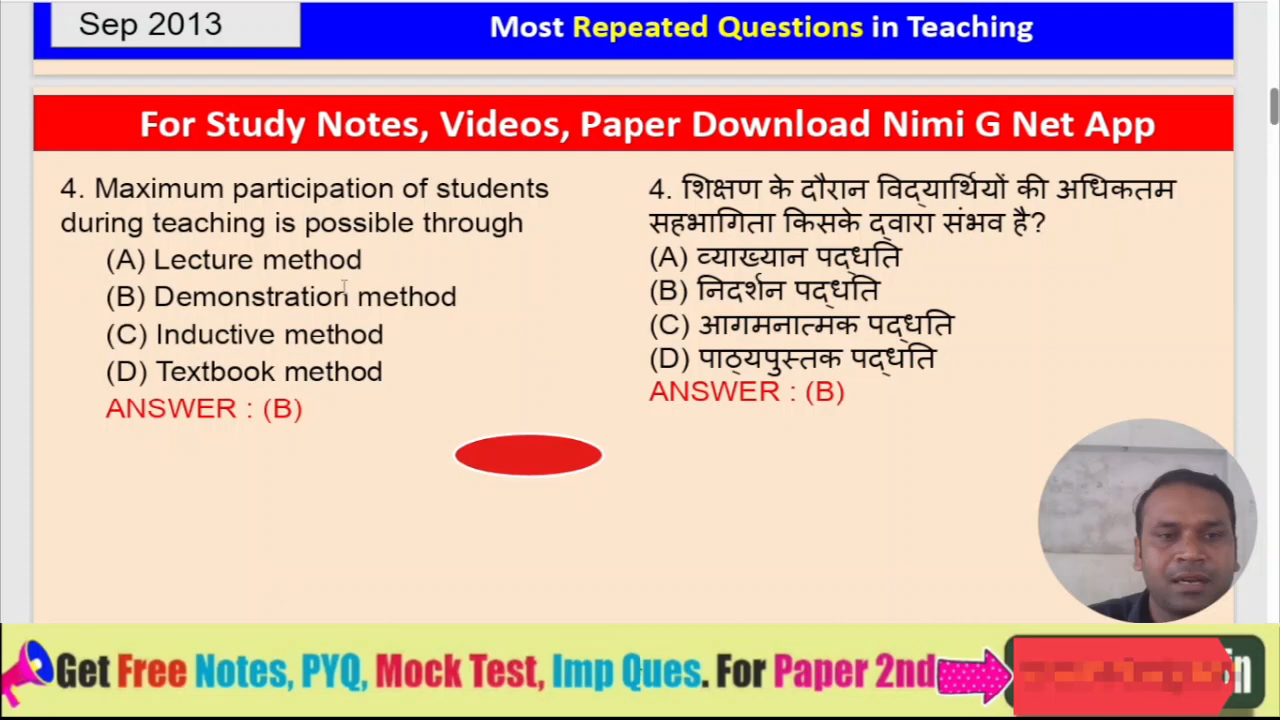 Sep 2013
Most Repeated Questions in Teaching
For Study Notes, Videos, Paper Download Nimi G Net App
4. Maximum participation of students
during teaching is possible through
(A) Lecture method
(B) Demonstration method
(C) Inductive method
(D) Textbook method
ANSWER : (B)
4. शिक्षण के दौरान विद्यार्थियों की अधिकतम
सहभागिता किसके द्वारा संभव है?
(A) व्याख्यान पद्धति
(B) निदर्शन पद्धति
(C) आगमनात्मक पद्धति
(D) पाठ्यपुस्तक पद्धति
ANSWER : (B)
Get Free Notes, PYQ, Mock Test, Imp Ques. For Paper 2nd